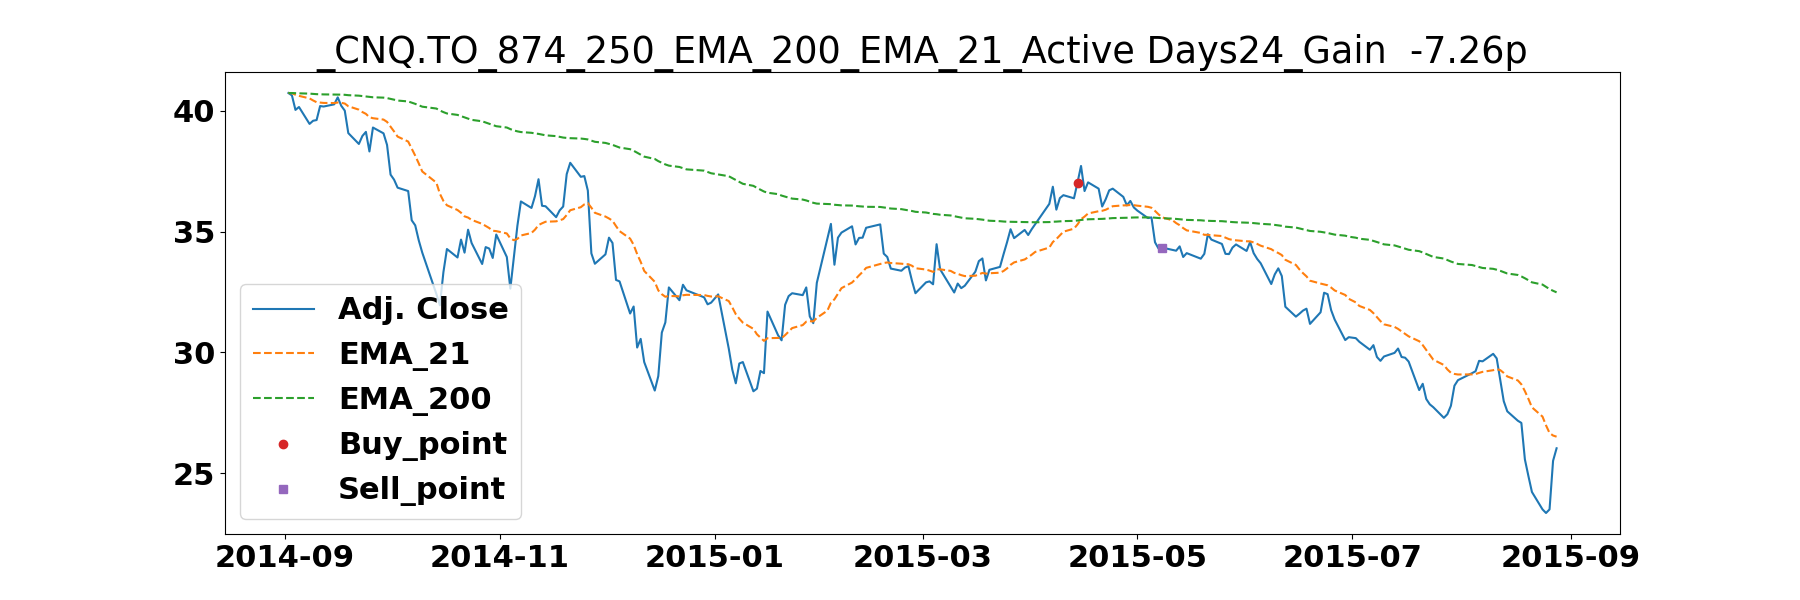 _CNQ.TO_874_250_EMA_200_EMA_21_Active Days24_Gain  -7.26p
40
35
30
25
Adj. Close
EMA_21
EMA_200
Buy_point
Sell_point
2014-09 2014-11 2015-01 2015-03 2015-05 2015-07 2015-09